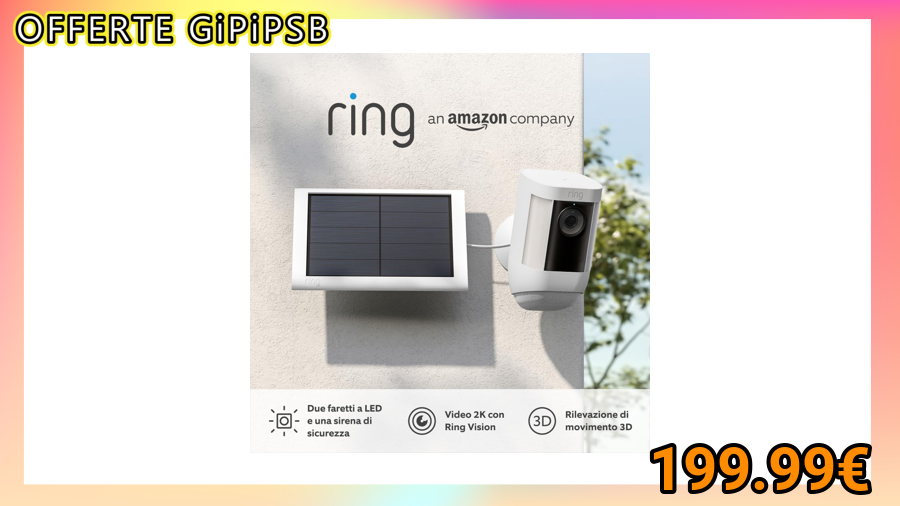 OFFERTE GiPiPSB
ring an amazon company
ring
Due faretti a LED
e una sirena di
sicurezza
Video 2K con
Ring Vision
3D
Rilevazione di
movimento 3D
199.99€